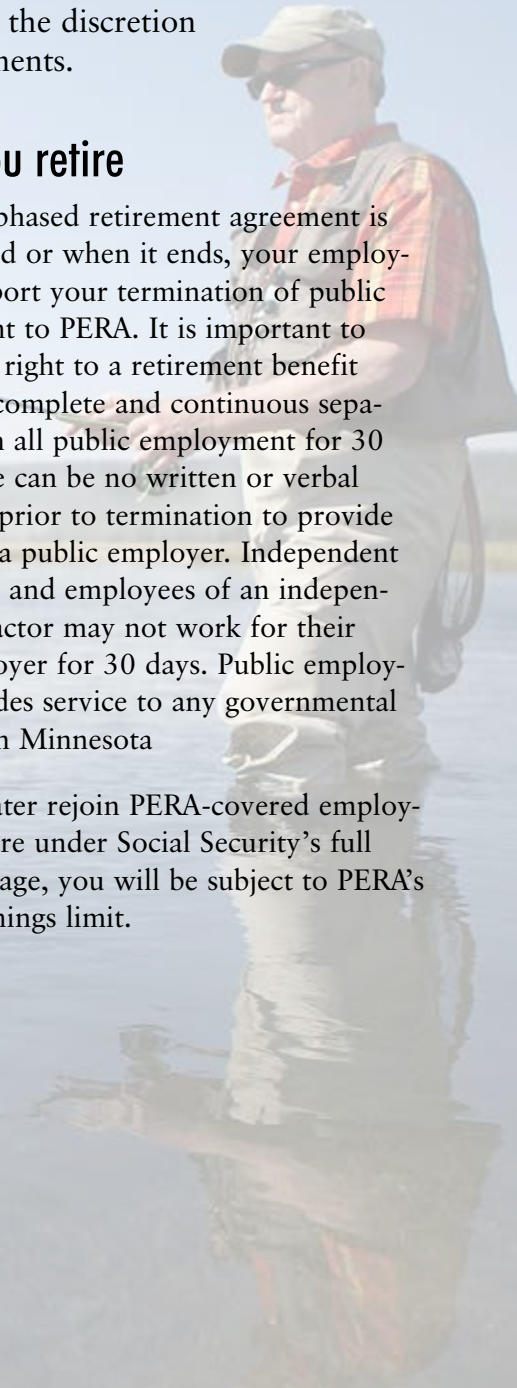 the discretion
nents.
ou retire
phased retirement agreement is
d or when it ends, your employ-
port your termination of public
nt to PERA. It is important to
right to a retirement benefit
complete and continuous sepa-
n all public employment for 30
e can be no written or verbal
prior to termination to provide
a public employer. Independent
and employees of an indepen-
actor may not work for their
oyer for 30 days. Public employ-
des service to any governmental
n Minnesota
ater rejoin PERA-covered employ-
re under Social Security’s full
age, you will be subject to PERA’s
nings limit.